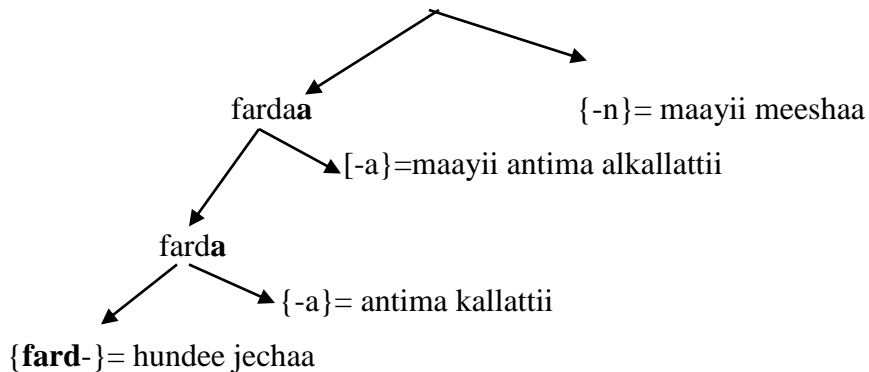 fardaa {-n}= maayii meeshaa
[-a}=maayii antima alkallattii
farda
{-a}= antima kallattii
{fard-}= hundee jechaa